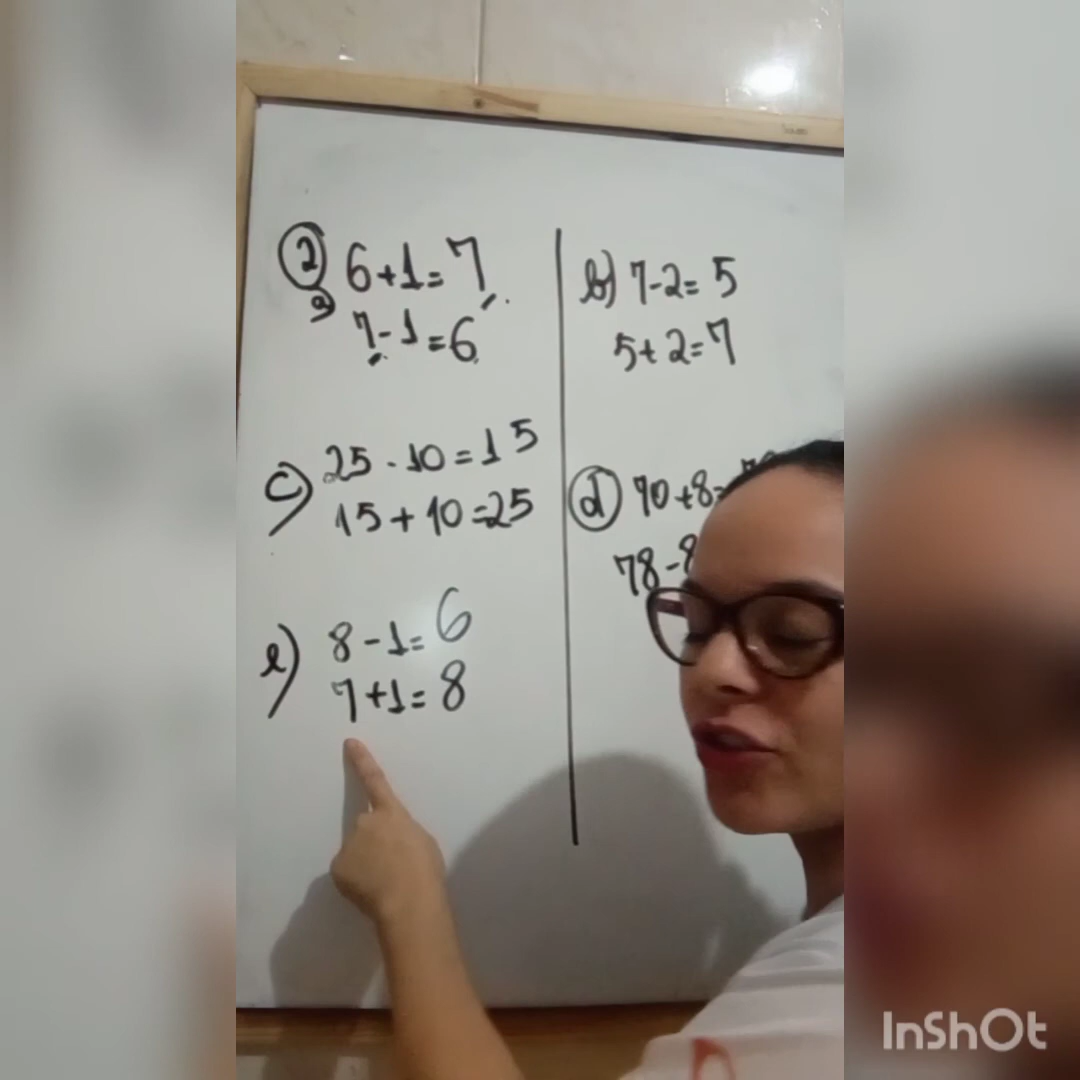 2 6+1=7
a) 7-1=6
b) 7-2=5
5+2=7
c) 25-10=15
15+10=25
d) 70+8=
78-8
e) 8-1=6
7+1=8
InShOt